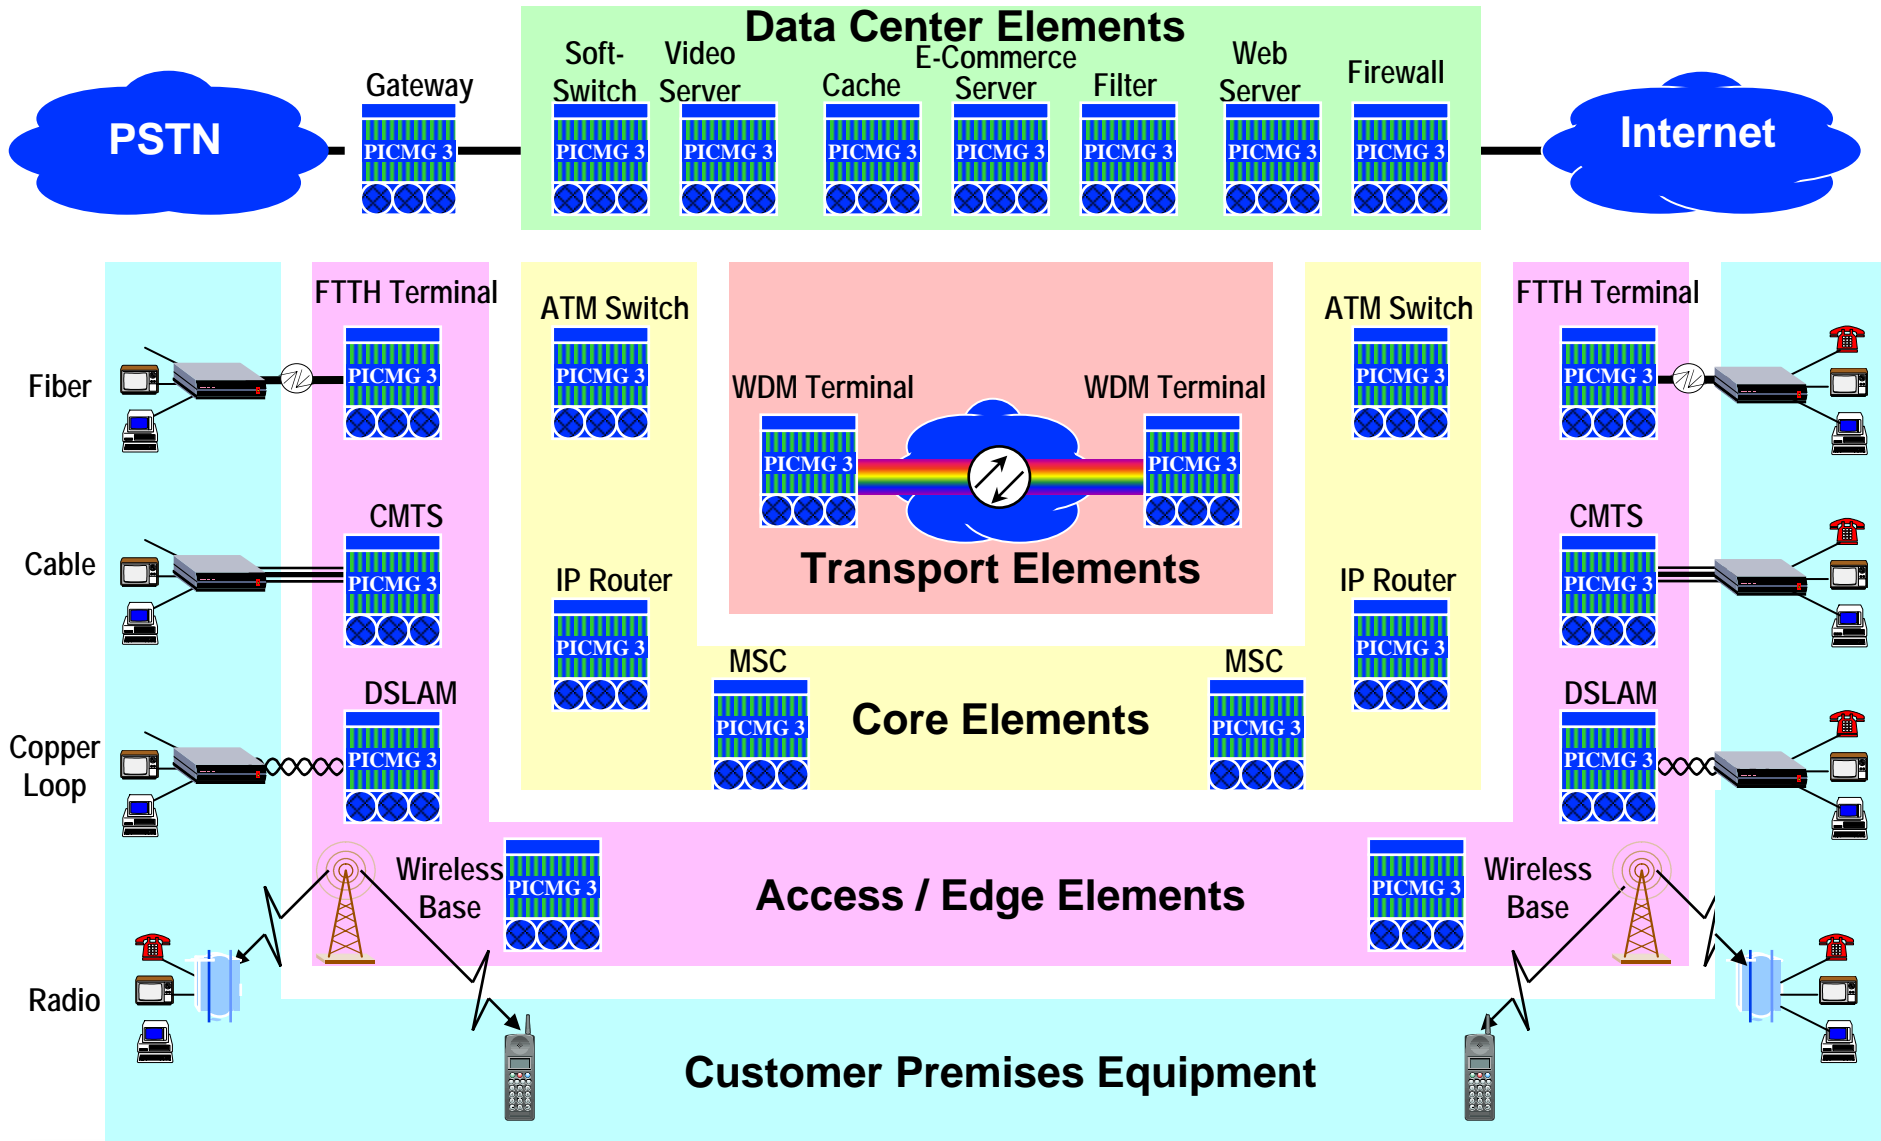 Data Center Elements
Soft-
Switch
Video
Server
Cache
E-Commerce
Server
Filter
Web
Server
Firewall
Gateway
PSTN
Internet
PICMG 3
PICMG 3
PICMG 3
PICMG 3
PICMG 3
PICMG 3
PICMG 3
PICMG 3
FTTH Terminal
ATM Switch
ATM Switch
FTTH Terminal
Fiber
PICMG 3
PICMG 3
PICMG 3
PICMG 3
WDM Terminal
WDM Terminal
PICMG 3
PICMG 3
Transport Elements
CMTS
CMTS
Cable
PICMG 3
PICMG 3
IP Router
IP Router
PICMG 3
PICMG 3
MSC
MSC
PICMG 3
PICMG 3
Core Elements
DSLAM
DSLAM
Copper
Loop
PICMG 3
PICMG 3
Wireless
Base
PICMG 3
Access / Edge Elements
PICMG 3
Wireless
Base
Radio
Customer Premises Equipment